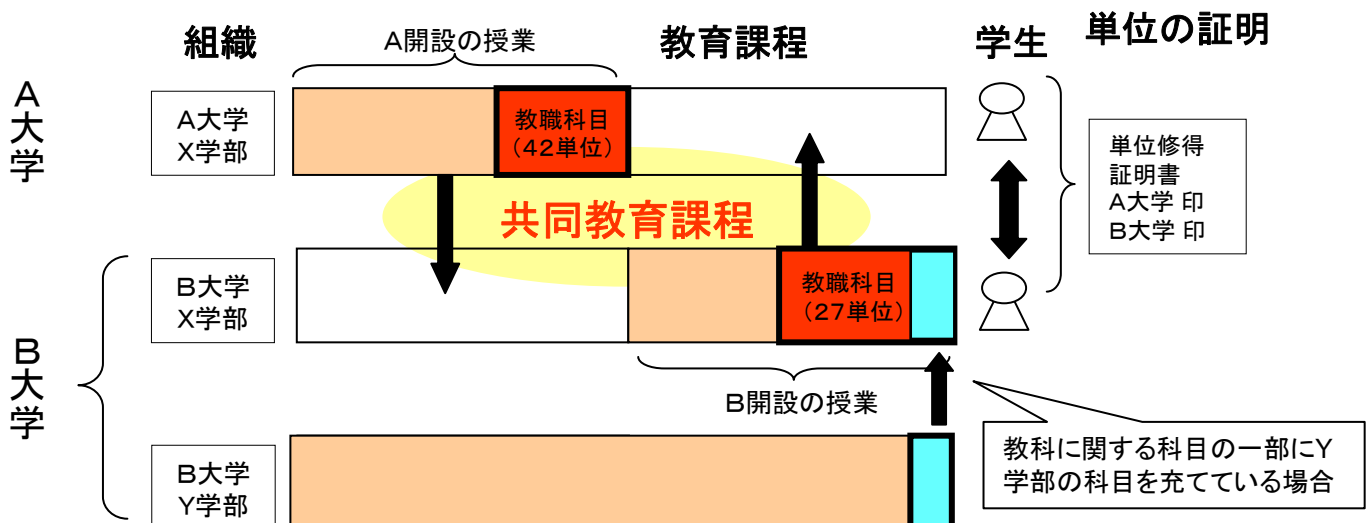 組織
A開設の授業
教育課程
学生
単位の証明
A大学
A大学
X学部
教職科目
（４２単位）
単位修得
証明書
A大学 印
B大学 印
共同教育課程
B大学
B大学
X学部
教職科目
（２７単位）
B開設の授業
教科に関する科目の一部にY
学部の科目を充てている場合
B大学
Y学部